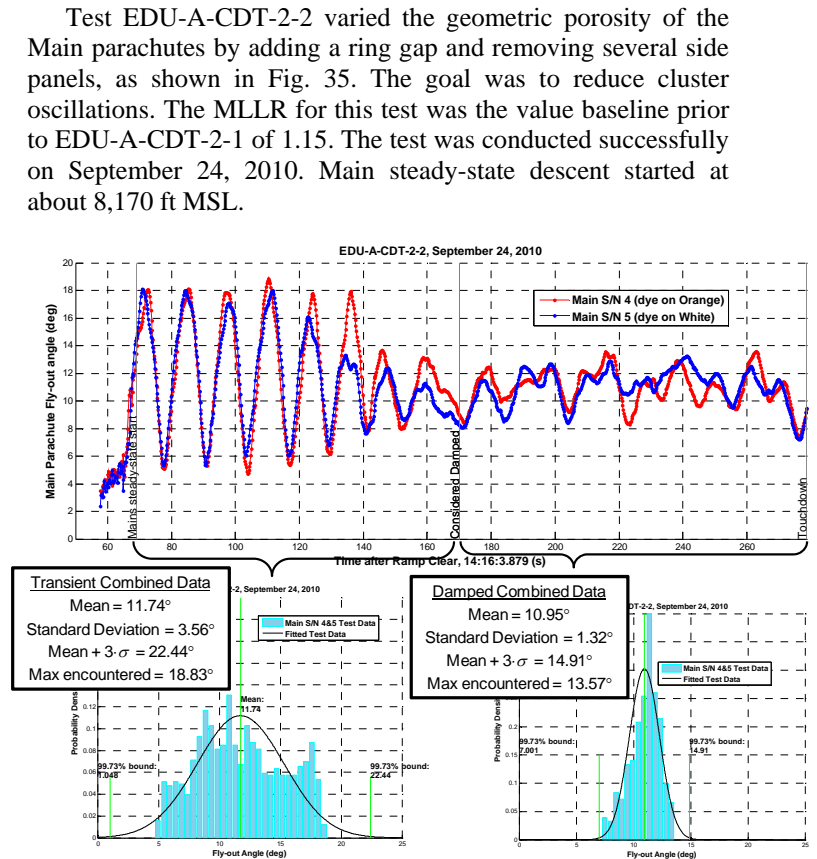 Test EDU-A-CDT-2-2 varied the geometric porosity of the
Main parachutes by adding a ring gap and removing several side
panels, as shown in Fig. 35. The goal was to reduce cluster
oscillations. The MLLR for this test was the value baseline prior
to EDU-A-CDT-2-1 of 1.15. The test was conducted successfully
on September 24, 2010. Main steady-state descent started at
about 8,170 ft MSL.
EDU-A-CDT-2-2, September 24, 2010
Main Parachute Fly-out angle (deg)
20
18
16
14
12
10
8
6
4
2
0
Main S/N 4 (dye on Orange)
Main S/N 5 (dye on White)
Mains steady-state start
Considered Damped
Touchdown
60 80 100 120 140 160 180 200 220 240 260
Time after Ramp Clear, 14:16:3.879 (s)
Transient Combined Data
Mean = 11.74°
Standard Deviation = 3.56°
Mean + 3·σ = 22.44°
Max encountered = 18.83°
-2, September 24, 2010
Main S/N 4&5 Test Data
Fitted Test Data
Probability Dens
0.12
0.1
0.08
0.06
0.04
0.02
0
Mean:
11.74
99.73% bound:
1.048
99.73% bound:
22.44
0 5 10 15 20 25
Fly-out Angle (deg)
Damped Combined Data
Mean = 10.95°
Standard Deviation = 1.32°
Mean + 3·σ = 14.91°
Max encountered = 13.57°
DT-2-2, September 24, 2010
Main S/N 4&5 Test Data
Fitted Test Data
Probability Densi
0.2
0.15
0.1
0.05
0
99.73% bound:
7.001
99.73% bound:
14.91
0 5 10 15 20 25
Fly-out Angle (deg)